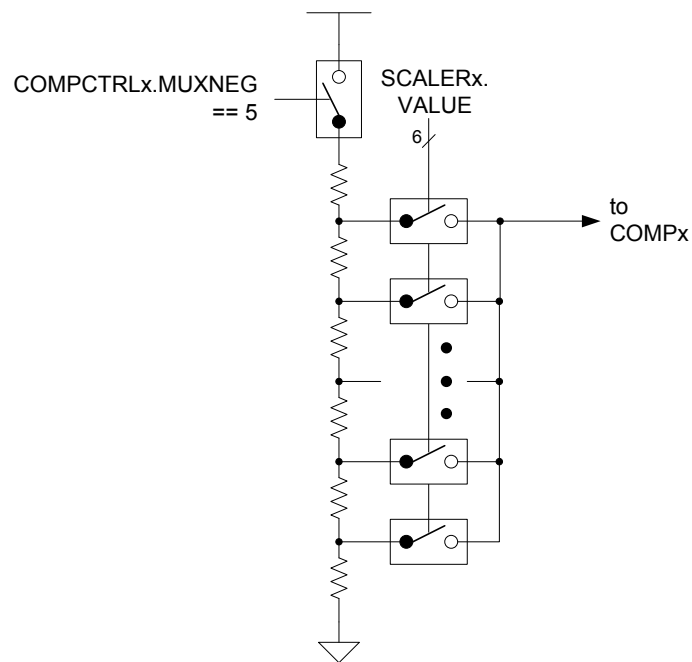 COMPCTRLx.MUXNEG
== 5
SCALERx.
VALUE
6
to
COMPx